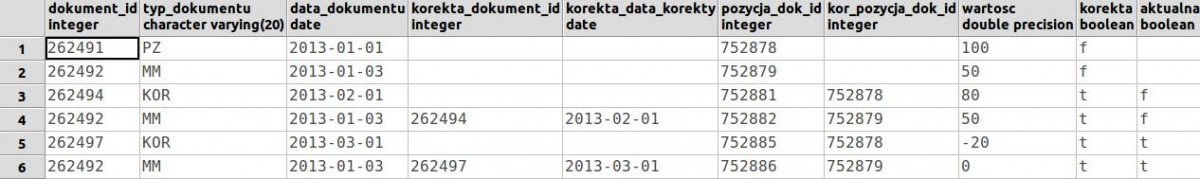 dokument_id integer typ_dokumentu character varying(20) data_dokumentu date korekta_dokument_id integer korekta_data_korekty date pozycja_dok_id integer kor_pozycja_dok_id integer wartosc double precision korekta boolean aktualna boolean
1 262491 PZ 2013-01-01 752878 100 f
2 262492 MM 2013-01-03 752879 50 f
3 262494 KOR 2013-02-01 752881 752878 80 t f
4 262492 MM 2013-01-03 262494 2013-02-01 752882 752879 50 t f
5 262497 KOR 2013-03-01 752885 752878 -20 t t
6 262492 MM 2013-01-03 262497 2013-03-01 752886 752879 0 t t